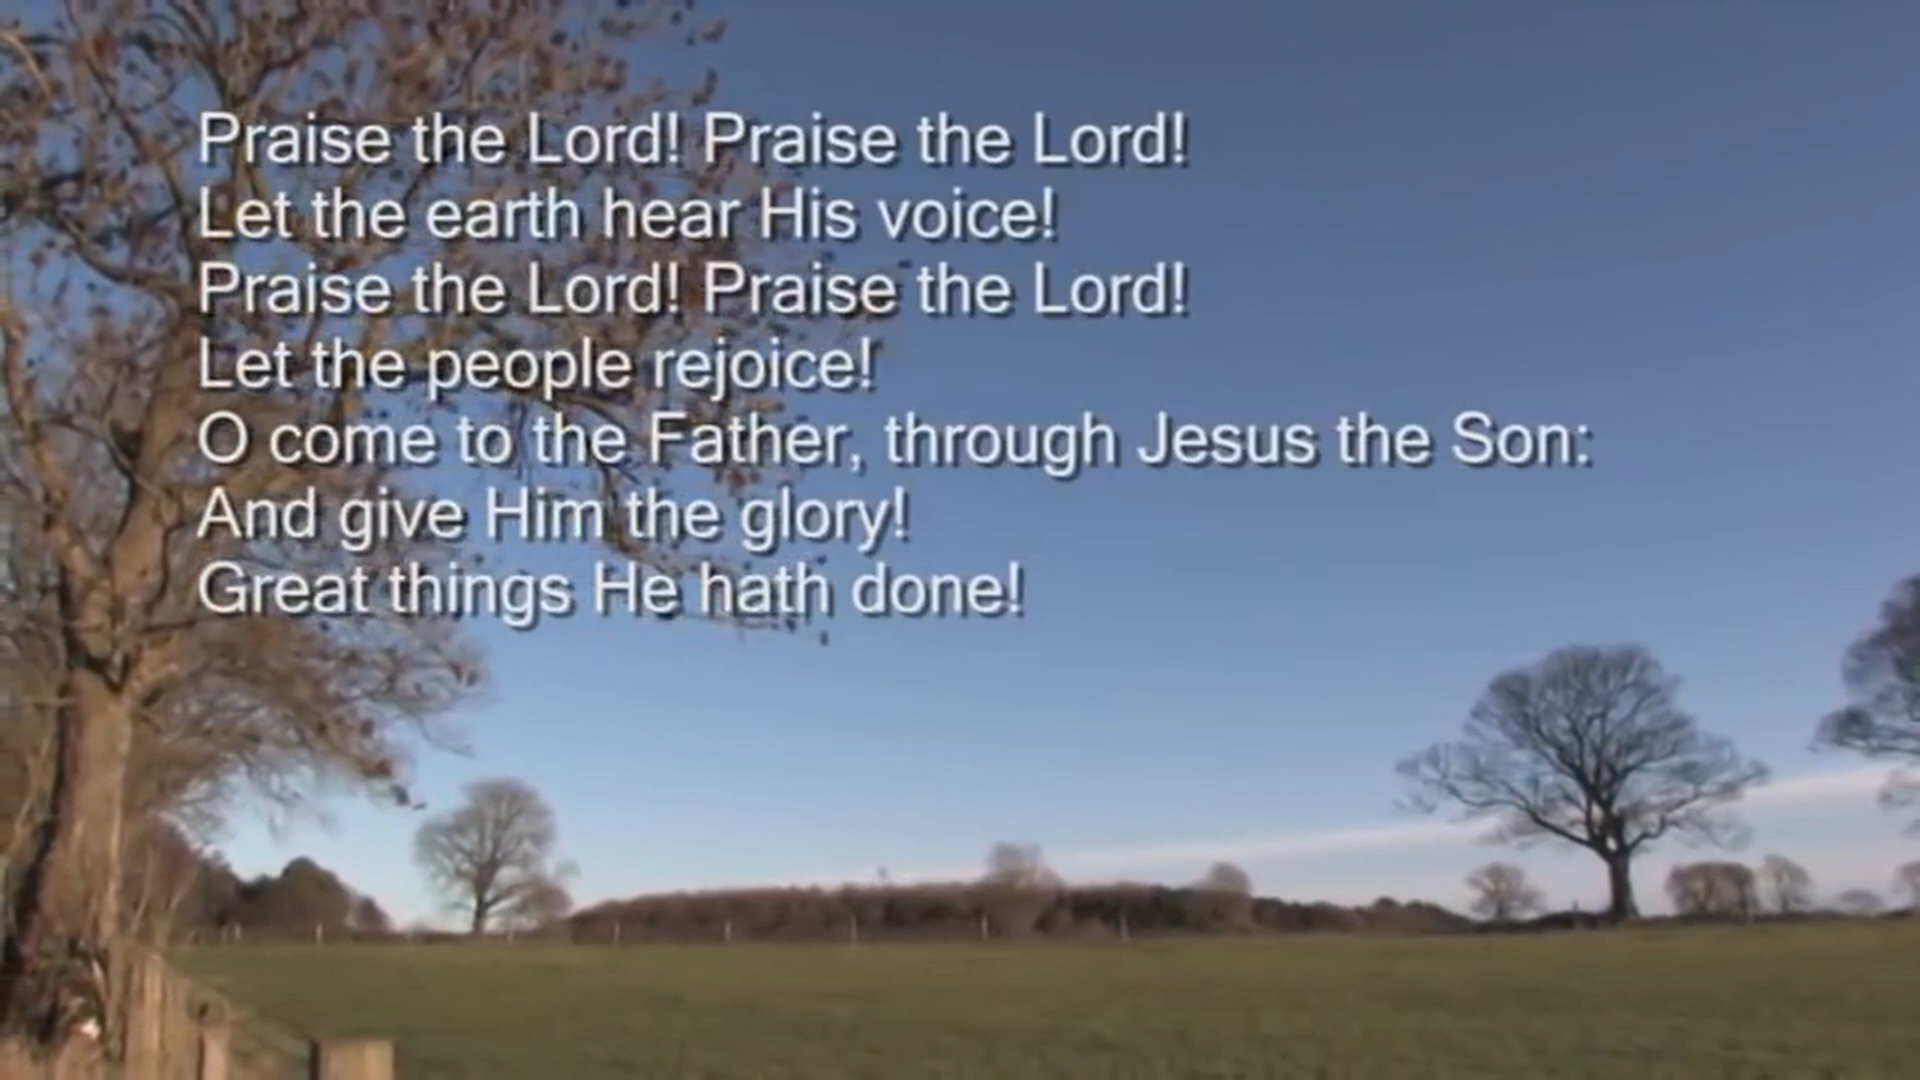 Praise the Lord! Praise the Lord!
Let the earth hear His voice!
Praise the Lord! Praise the Lord!
Let the people rejoice!
O come to the Father, through Jesus the Son:
And give Him the glory!
Great things He hath done!